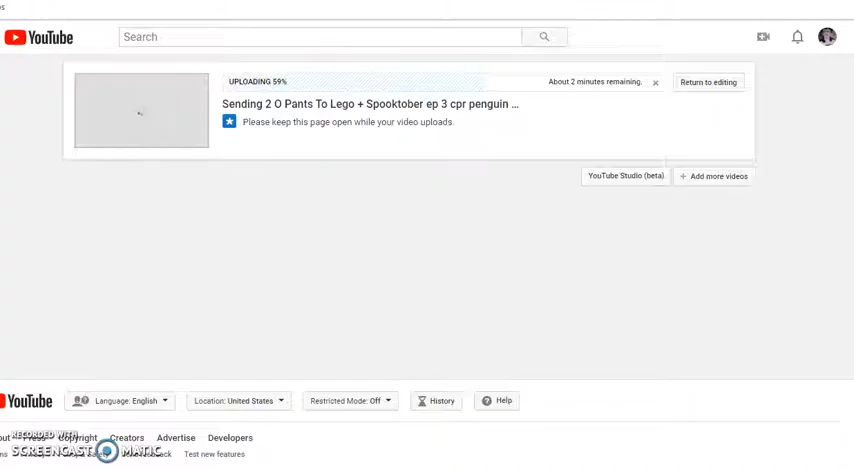 YouTube
Search
UPLOADING 59%
About 2 minutes remaining.
Return to editing
Sending 2 O Pants To Lego + Spooktober ep 3 cpr penguin ...
Please keep this page open while your video uploads.
YouTube Studio (beta)
+ Add more videos
YouTube
Language: English
Location: United States
Restricted Mode: Off
History
Help
Press
Copyright
Creators
Advertise
Developers
Test new features
RECORDED WITH
SCREENCAST MATIC